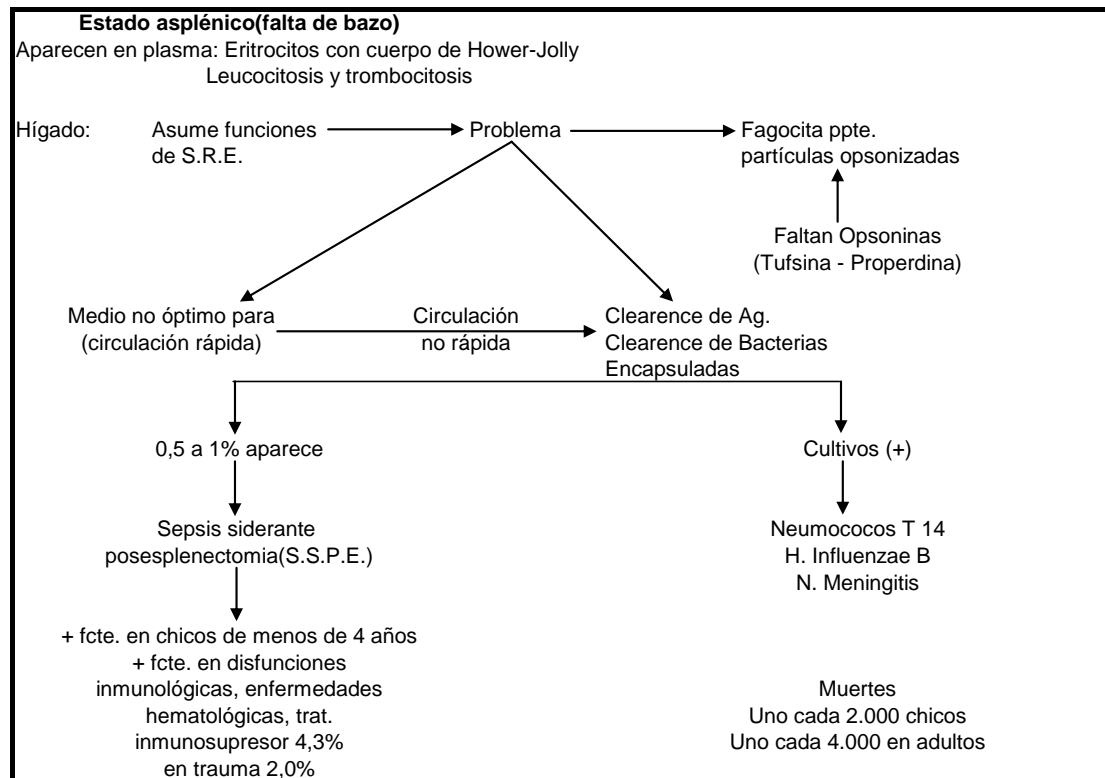 Estado asplénico(falta de bazo)
Aparecen en plasma: Eritrocitos con cuerpo de Hower-Jolly
Leucocitosis y trombocitosis
Hígado:
Asume funciones
de S.R.E.
Problema
Fagocita ppte.
partículas opsonizadas
Faltan Opsoninas
(Tufsina - Properdina)
Medio no óptimo para
(circulación rápida)
Circulación
no rápida
Clearence de Ag.
Clearence de Bacterias
Encapsuladas
0,5 a 1% aparece
Cultivos (+)
Sepsis siderante
posesplenectomia(S.S.P.E.)
Neumococos T 14
H. Influenzae B
N. Meningitis
+ fcte. en chicos de menos de 4 años
+ fcte. en disfunciones
inmunológicas, enfermedades
hematológicas, trat.
inmunosupresor 4,3%
en trauma 2,0%
Muertes
Uno cada 2.000 chicos
Uno cada 4.000 en adultos